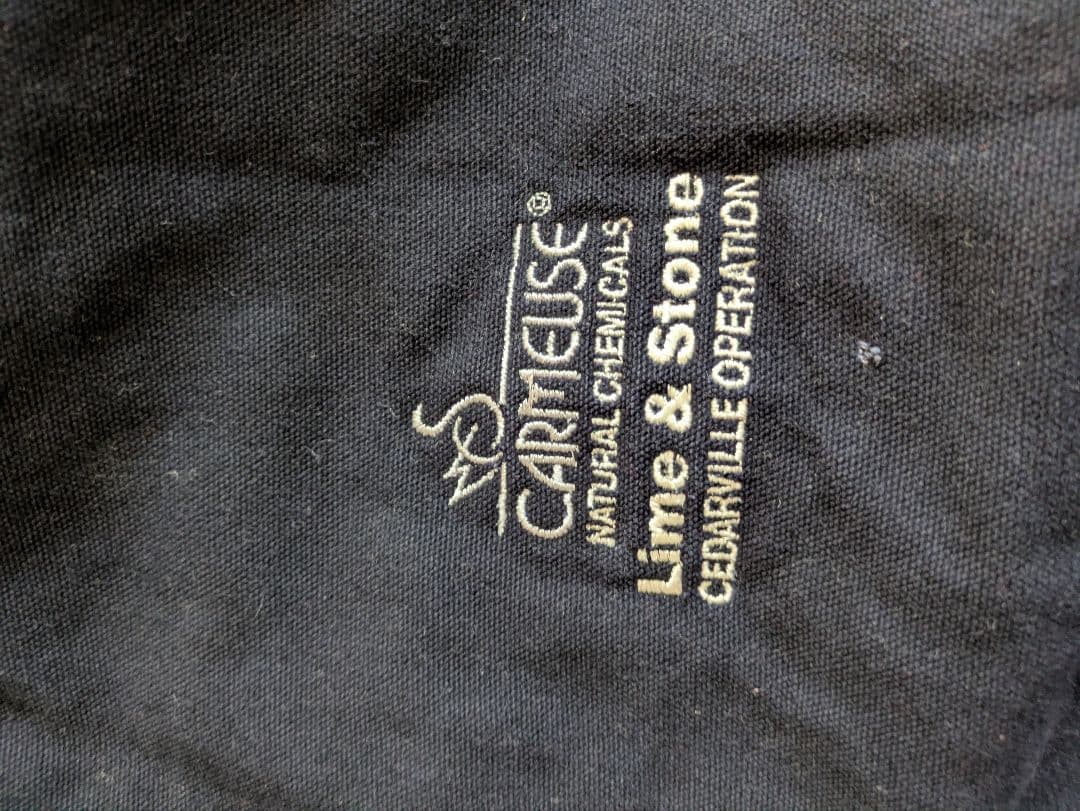 CARMEUSE®
NATURAL CHEMICALS
Lime & Stone
CEDARVILLE OPERATION